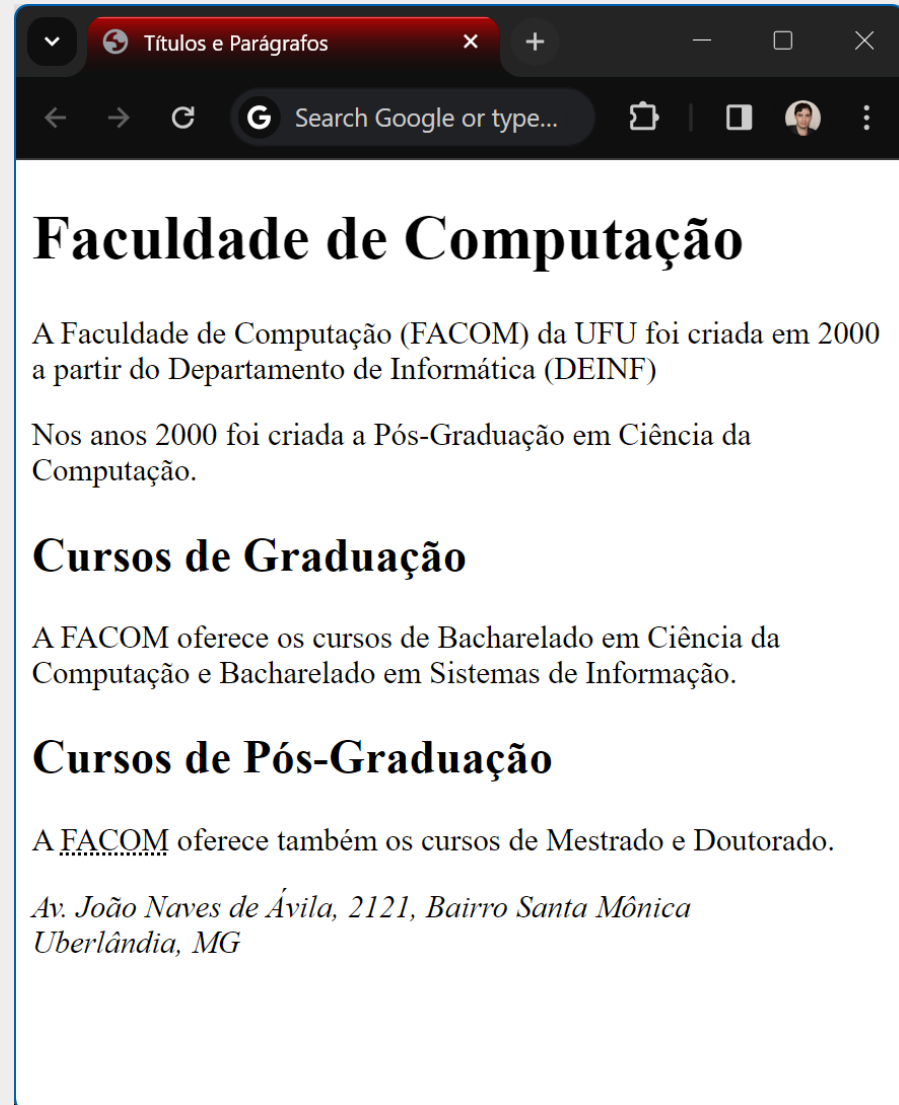 Títulos e Parágrafos
Search Google or type...
Faculdade de Computação
A Faculdade de Computação (FACOM) da UFU foi criada em 2000
a partir do Departamento de Informática (DEINF)
Nos anos 2000 foi criada a Pós-Graduação em Ciência da
Computação.
Cursos de Graduação
A FACOM oferece os cursos de Bacharelado em Ciência da
Computação e Bacharelado em Sistemas de Informação.
Cursos de Pós-Graduação
A FACOM oferece também os cursos de Mestrado e Doutorado.
Av. João Naves de Ávila, 2121, Bairro Santa Mônica
Uberlândia, MG